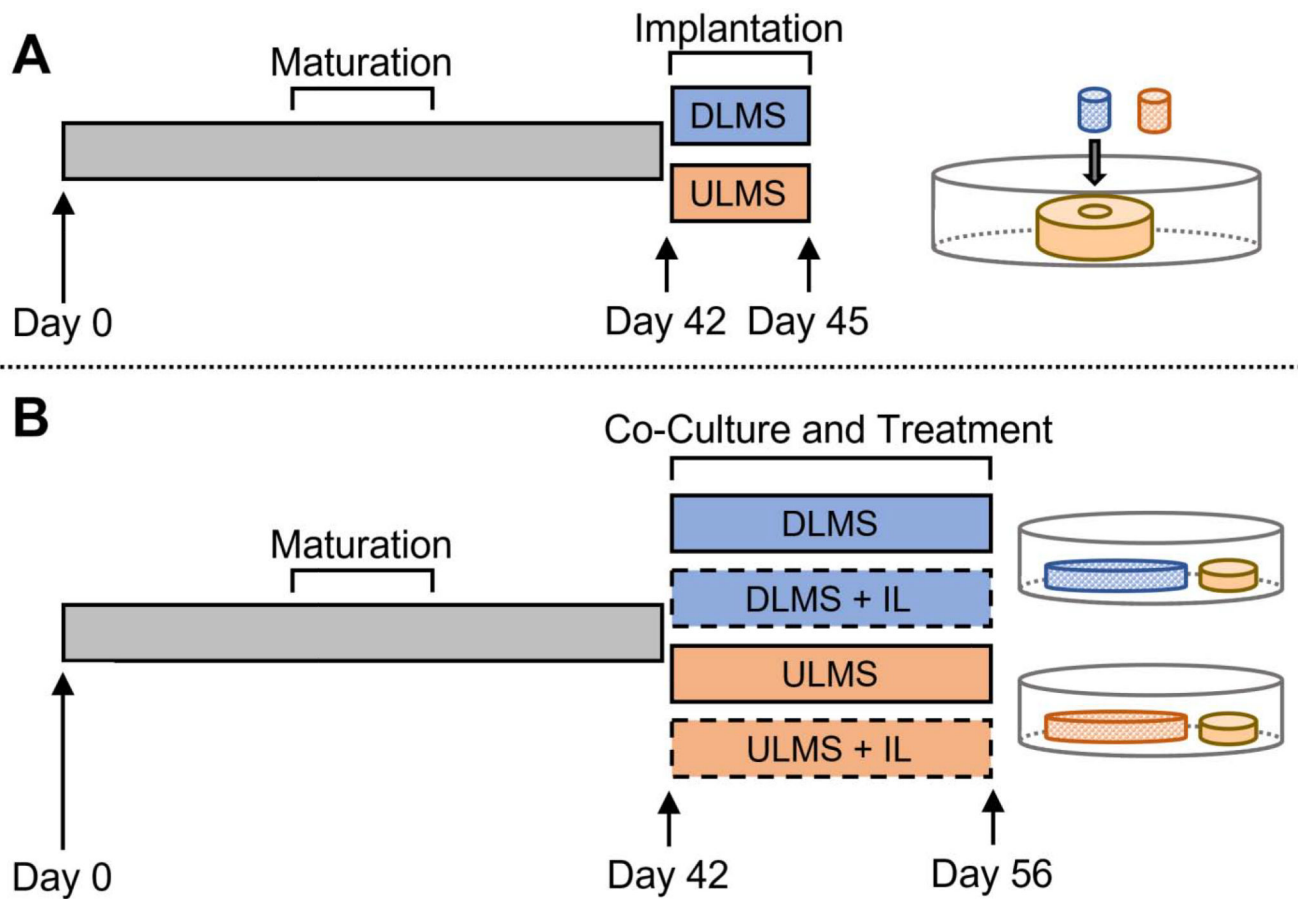 A
Maturation
Implantation
DLMS
ULMS
Day 0
Day 42
Day 45
B
Co-Culture and Treatment
Maturation
DLMS
DLMS + IL
ULMS
ULMS + IL
Day 0
Day 42
Day 56